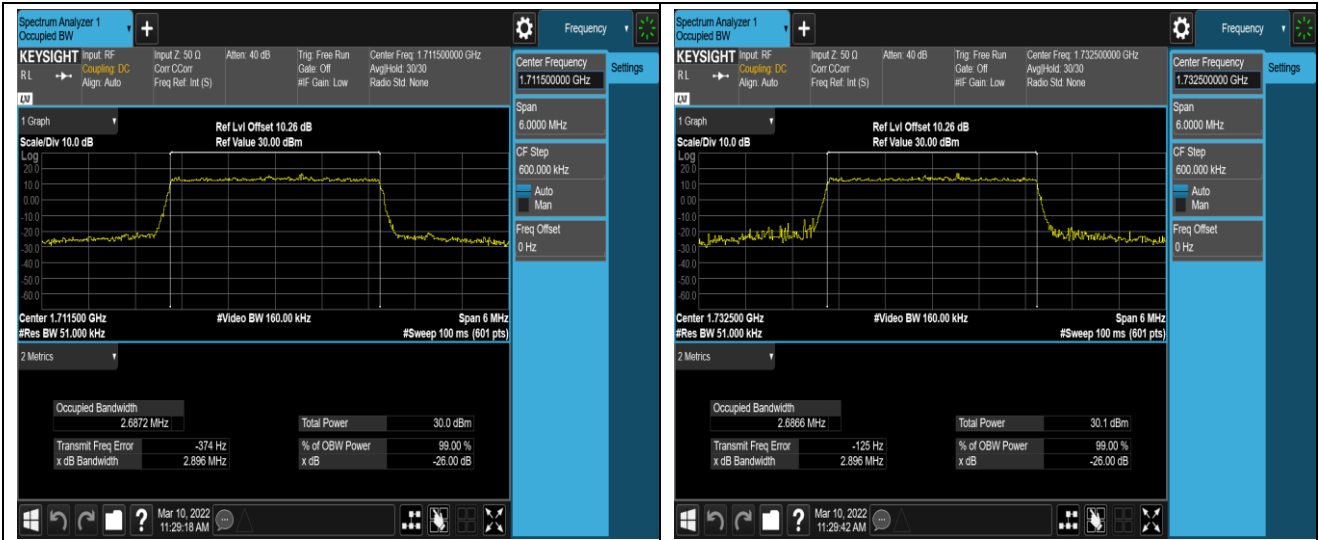 Spectrum Analyzer 1
Occupied BW
Frequency
KEYSIGHT Input: RF Input Z: 50 Ω Atten: 40 dB Trig: Free Run Center Freq: 1.711500000 GHz
RL Coupling: DC Corr CCorr Gate: Off Avg|Hold: 30/30
Align: Auto Freq Ref: Int (S) #IF Gain: Low Radio Std: None
LXI
Center Frequency
1.711500000 GHz
Settings
Span
6.0000 MHz
CF Step
600.000 kHz
Auto
Man
Freq Offset
0 Hz
1 Graph
Ref Lvl Offset 10.26 dB
Scale/Div 10.0 dB Ref Value 30.00 dBm
Log
20.0
10.0
0.00
-10.0
-20.0
-30.0
-40.0
-50.0
-60.0
Center 1.711500 GHz #Video BW 160.00 kHz Span 6 MHz
#Res BW 51.000 kHz #Sweep 100 ms (601 pts)
2 Metrics
Occupied Bandwidth
2.6872 MHz Total Power 30.0 dBm
Transmit Freq Error -374 Hz % of OBW Power 99.00 %
x dB Bandwidth 2.896 MHz x dB -26.00 dB
? Mar 10, 2022
11:29:18 AM
Spectrum Analyzer 1
Occupied BW
Frequency
KEYSIGHT Input: RF Input Z: 50 Ω Atten: 40 dB Trig: Free Run Center Freq: 1.732500000 GHz
RL Coupling: DC Corr CCorr Gate: Off Avg|Hold: 30/30
Align: Auto Freq Ref: Int (S) #IF Gain: Low Radio Std: None
LXI
Center Frequency
1.732500000 GHz
Settings
Span
6.0000 MHz
CF Step
600.000 kHz
Auto
Man
Freq Offset
0 Hz
1 Graph
Ref Lvl Offset 10.26 dB
Scale/Div 10.0 dB Ref Value 30.00 dBm
Log
20.0
10.0
0.00
-10.0
-20.0
-30.0
-40.0
-50.0
-60.0
Center 1.732500 GHz #Video BW 160.00 kHz Span 6 MHz
#Res BW 51.000 kHz #Sweep 100 ms (601 pts)
2 Metrics
Occupied Bandwidth
2.6866 MHz Total Power 30.1 dBm
Transmit Freq Error -125 Hz % of OBW Power 99.00 %
x dB Bandwidth 2.896 MHz x dB -26.00 dB
? Mar 10, 2022
11:29:42 AM